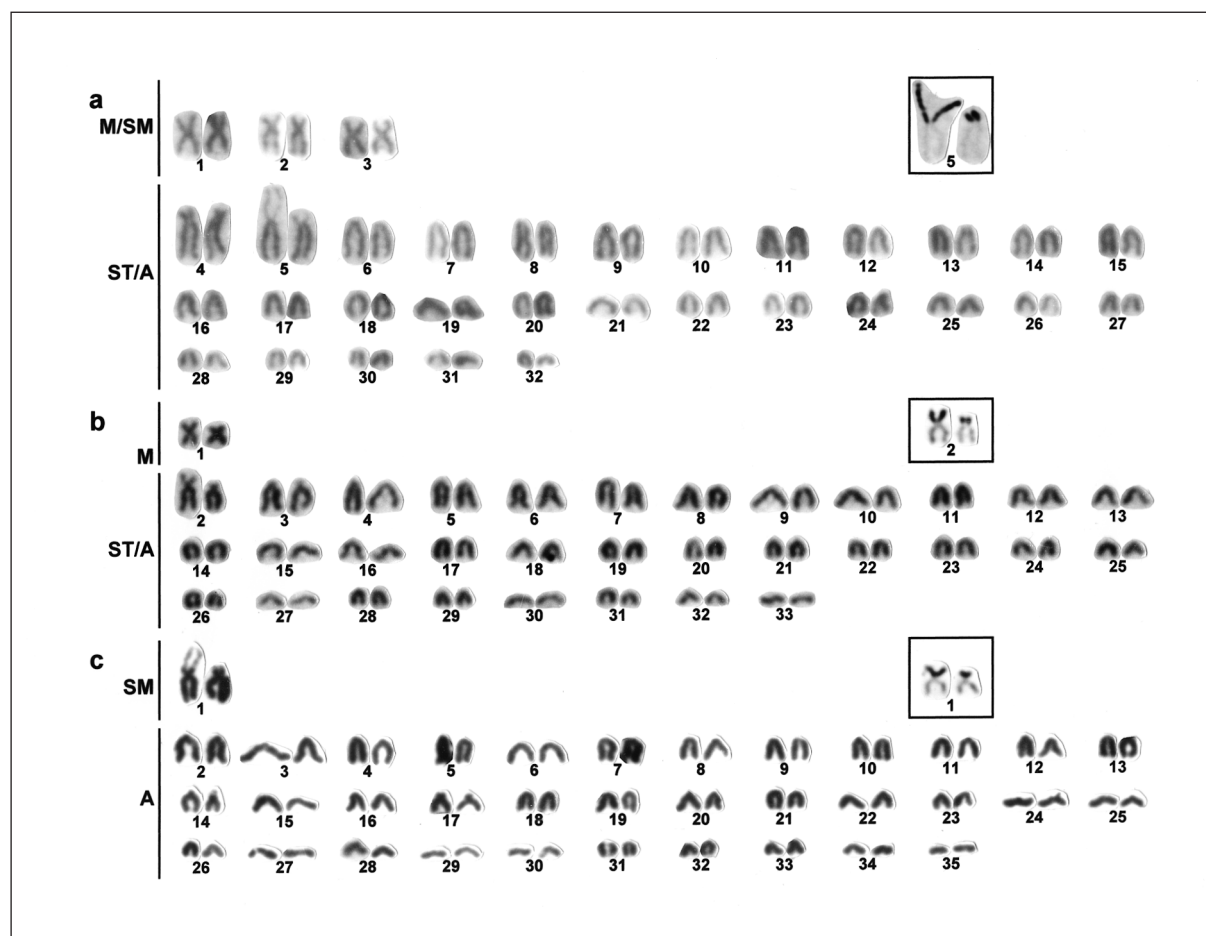 a
M/SM
1 2 3 5
ST/A
4 5 6 7 8 9 10 11 12 13 14 15
16 17 18 19 20 21 22 23 24 25 26 27
28 29 30 31 32
b
M
1 2
ST/A
2 3 4 5 6 7 8 9 10 11 12 13
14 15 16 17 18 19 20 21 22 23 24 25
26 27 28 29 30 31 32 33
c
SM
1 1
A
2 3 4 5 6 7 8 9 10 11 12 13
14 15 16 17 18 19 20 21 22 23 24 25
26 27 28 29 30 31 32 33 34 35